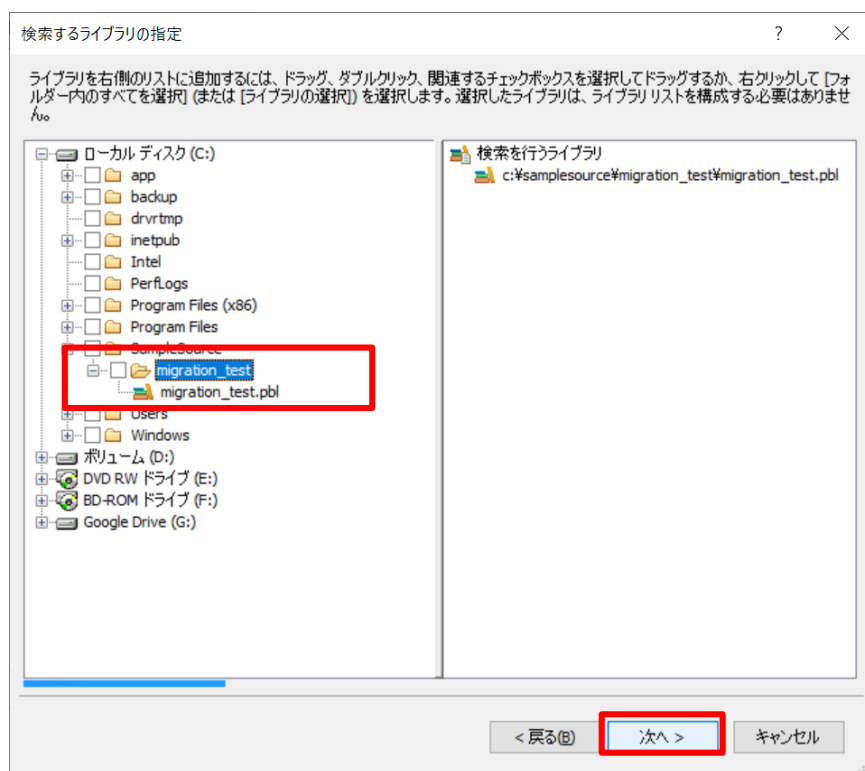 検索するライブラリの指定
?
ライブラリを右側のリストに追加するには、ドラッグ、ダブルクリック、関連するチェックボックスを選択してドラッグするか、右クリックして [フォ
ルダー内のすべてを選択] (または [ライブラリの選択]) を選択します。選択したライブラリは、ライブラリ リストを構成する必要はありませ
ん。
ローカル ディスク (C:)
app
backup
drvrtmp
inetpub
Intel
PerfLogs
Program Files (x86)
Program Files
SampleSource
migration_test
migration_test.pbl
Users
Windows
ボリューム (D:)
DVD RW ドライブ (E:)
BD-ROM ドライブ (F:)
Google Drive (G:)
検索を行うライブラリ
c:¥samplesource¥migration_test¥migration_test.pbl
< 戻る(B)
次へ >
キャンセル